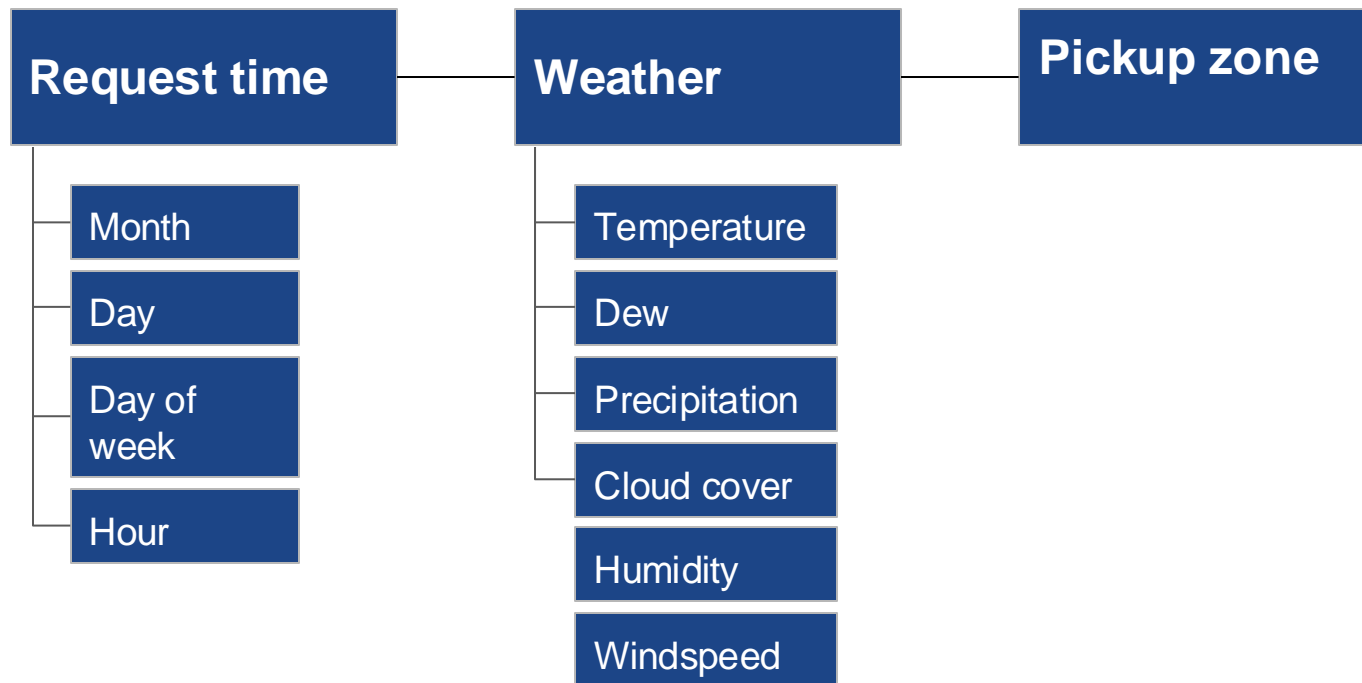 Request time
Month
Day
Day of
week
Hour
Weather
Temperature
Dew
Precipitation
Cloud cover
Humidity
Windspeed
Pickup zone